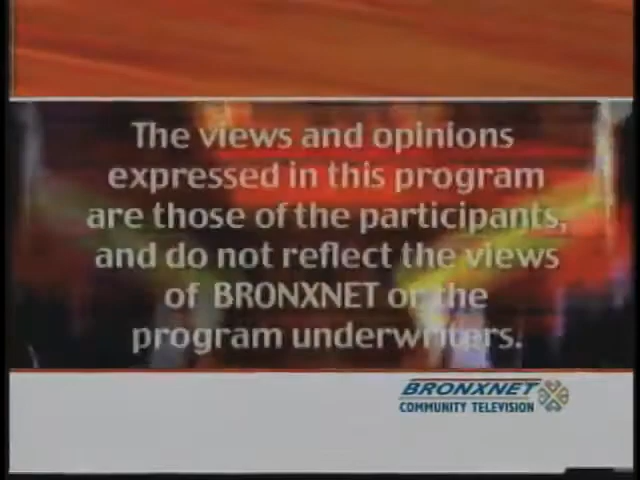 The views and opinions
expressed in this program
are those of the participants,
and do not reflect the views
of BRONXNET or the
program underwriters.
BRONXNET
COMMUNITY TELEVISION